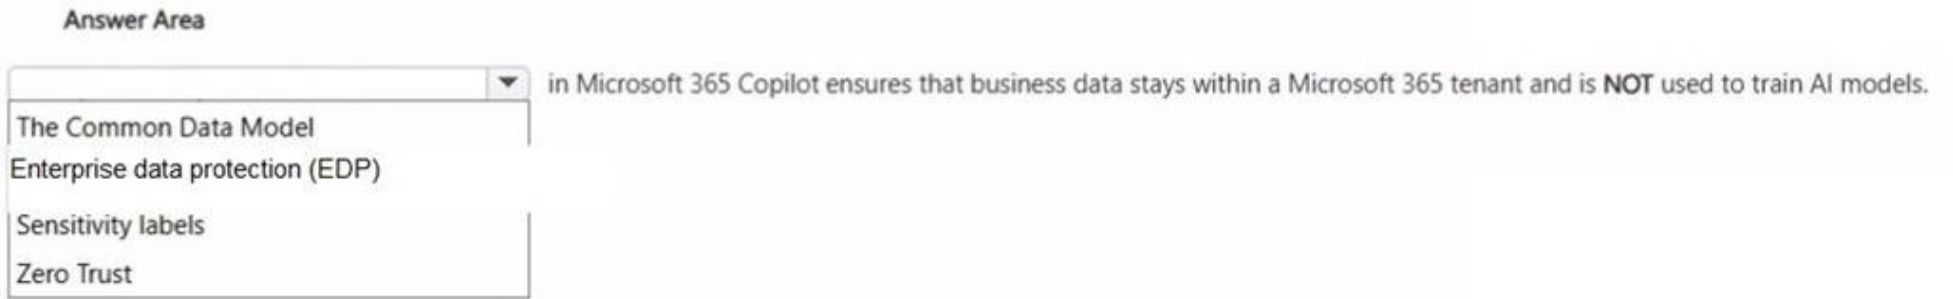 Answer Area
in Microsoft 365 Copilot ensures that business data stays within a Microsoft 365 tenant and is NOT used to train AI models.
The Common Data Model
Enterprise data protection (EDP)
Sensitivity labels
Zero Trust